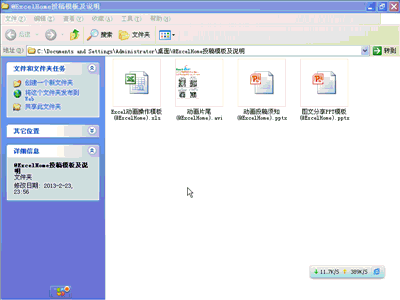 @ExcelHome投稿模板及说明
文件(F) 编辑(E) 查看(V) 收藏(A) 工具(T) 帮助(H)
后退 搜索 文件夹
地址(D) C:\Documents and Settings\Administrator\桌面\@ExcelHome投稿模板及说明 转到
文件和文件夹任务
创建一个新文件夹
将这个文件夹发布到
Web
共享此文件夹
其它位置
详细信息
@ExcelHome投稿模板及说
明
文件夹
修改日期: 2013-2-23,
23:56
Excel动画操作模板
(@ExcelHome).xls
动画片尾
(@ExcelHome).avi
动画投稿须知
(@ExcelHome).pptx
图文分享PPT模板
(@ExcelHome).pptx
11.7K/S 389K/S